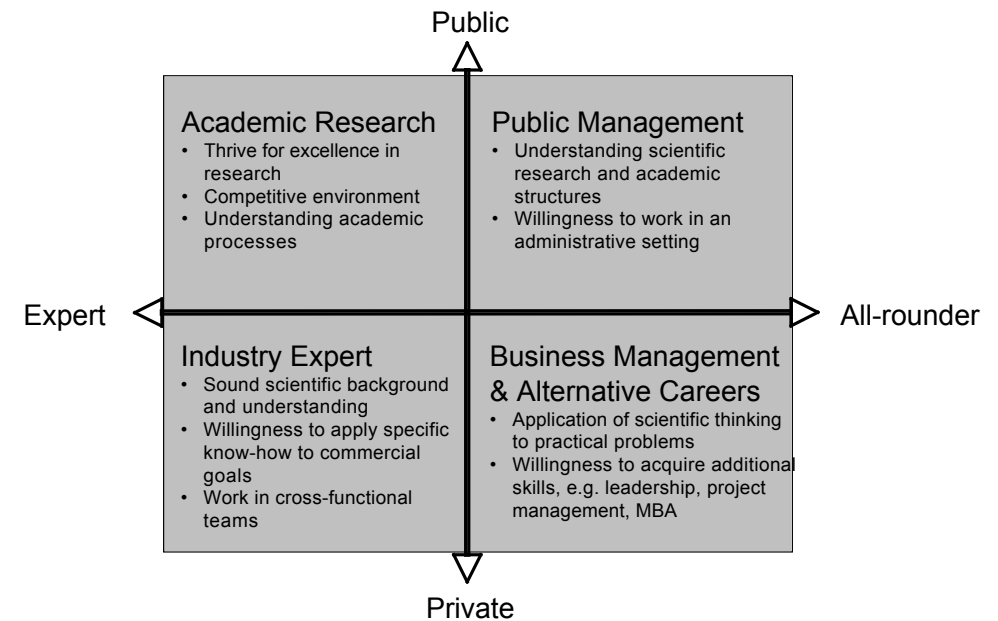 Public
Academic Research
• Thrive for excellence in
research
• Competitive environment
• Understanding academic
processes
Public Management
• Understanding scientific
research and academic
structures
• Willingness to work in an
administrative setting
Expert
All-rounder
Industry Expert
• Sound scientific background
and understanding
• Willingness to apply specific
know-how to commercial
goals
• Work in cross-functional
teams
Business Management
& Alternative Careers
• Application of scientific thinking
to practical problems
• Willingness to acquire additional
skills, e.g. leadership, project
management, MBA
Private